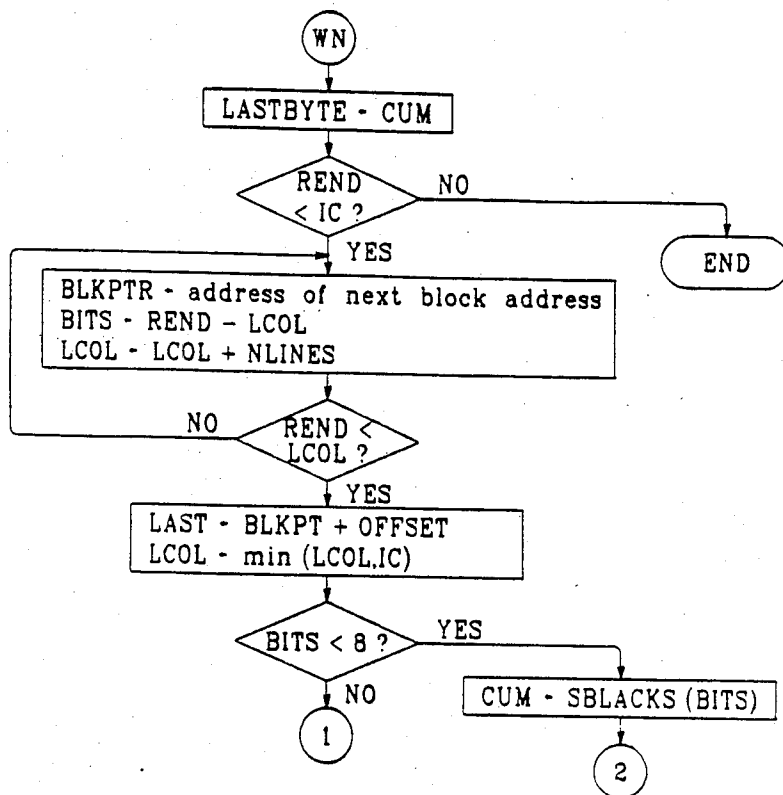 WN
LASTBYTE - CUM
REND
< IC ?
NO
YES
END
BLKPTR - address of next block address
BITS - REND - LCOL
LCOL - LCOL + NLINES
NO
REND <
LCOL ?
YES
LAST - BLKPT + OFFSET
LCOL - min (LCOL,IC)
BITS < 8 ?
YES
NO
CUM - SBLACKS (BITS)
1
2